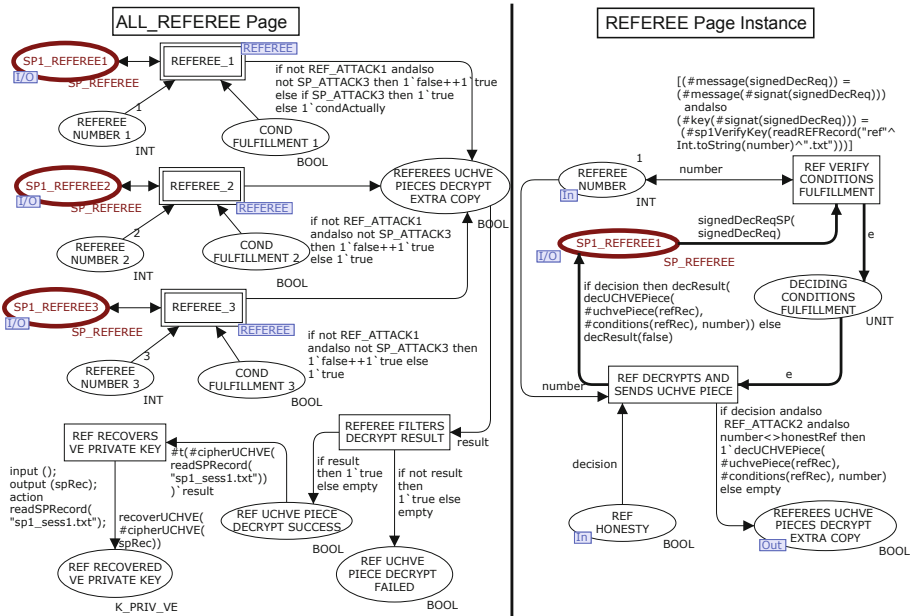 ALL_REFEREE Page
REFEREE
SP1_REFEREE1
I/O
SP_REFEREE
REFEREE_1
if not REF_ATTACK1 andalso
not SP_ATTACK3 then 1`false++1`true
else if SP_ATTACK3 then 1`true
else 1`condActually
1
REFEREE
NUMBER 1
INT
COND
FULFILLMENT 1
BOOL
REFEREES UCHVE
PIECES DECRYPT
EXTRA COPY
BOOL
SP1_REFEREE2
I/O
SP_REFEREE
REFEREE_2
REFEREE
2
REFEREE
NUMBER 2
INT
COND
FULFILLMENT 2
BOOL
if not REF_ATTACK1
andalso not SP_ATTACK3
then 1`false++1`true
else 1`true
SP1_REFEREE3
I/O
SP_REFEREE
REFEREE_3
REFEREE
3
REFEREE
NUMBER 3
INT
COND
FULFILLMENT 3
BOOL
if not REF_ATTACK1
andalso not SP_ATTACK3 then
1`false++1`true else
1`true
REF RECOVERS
VE PRIVATE KEY
#t(#cipherUCHVE(
readSPRecord(
"sp1_sess1.txt"))
)`result
REFEREE FILTERS
DECRYPT RESULT
result
input ();
output (spRec);
action
readSPRecord(
"sp1_sess1.txt");
recoverUCHVE(
#cipherUCHVE(
spRec))
if result
then 1`true
else empty
if not result
then
1`true else
empty
REF UCHVE PIECE
DECRYPT SUCCESS
BOOL
REF RECOVERED
VE PRIVATE KEY
K_PRIV_VE
REF UCHVE
PIECE DECRYPT
FAILED
BOOL
REFEREE Page Instance
[(#message(signedDecReq)) =
(#message(#signat(signedDecReq)))
andalso
(#key(#signat(signedDecReq))) =
(#sp1VerifyKey(readREFRecord("ref"^
Int.toString(number)^".txt")))]
1
REFEREE
NUMBER
In
INT
number
REF VERIFY
CONDITIONS
FULFILLMENT
signedDecReqSP(
signedDecReq)
SP1_REFEREE1
I/O
SP_REFEREE
e
if decision then decResult(
decUCHVEPiece(
#uchvePiece(refRec),
#conditions(refRec), number)) else
decResult(false)
DECIDING
CONDITIONS
FULFILLMENT
UNIT
number
REF DECRYPTS AND
SENDS UCHVE PIECE
e
decision
if decision andalso
REF_ATTACK2 andalso
number<>honestRef then
1`decUCHVEPiece(
#uchvePiece(refRec),
#conditions(refRec), number)
else empty
REF
HONESTY
In
BOOL
REFEREES UCHVE
PIECES DECRYPT
EXTRA COPY
Out
BOOL